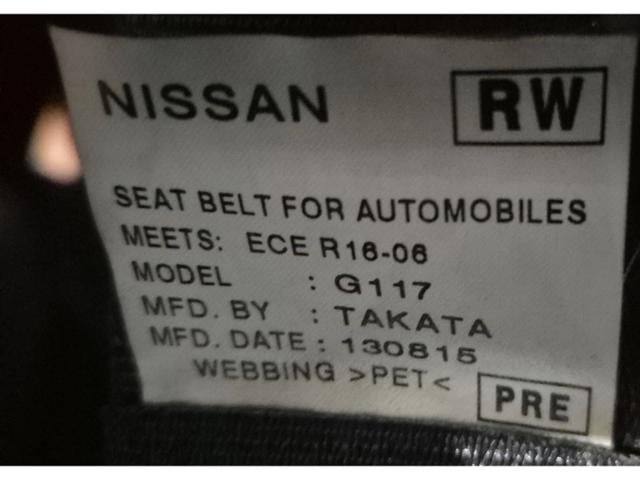 NISSAN RW
SEAT BELT FOR AUTOMOBILES
MEETS: ECE R16-06
MODEL : G117
MFD. BY : TAKATA
MFD. DATE : 130815
WEBBING >PET<
PRE